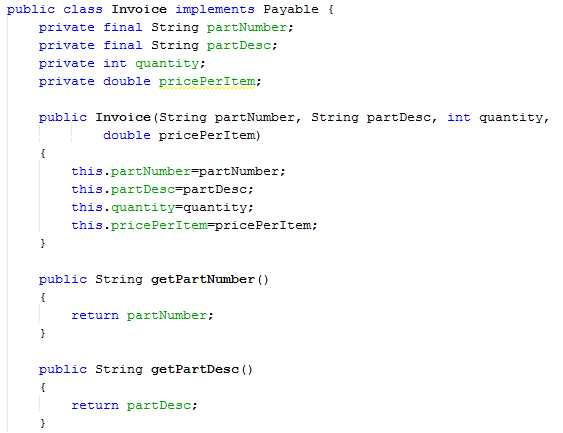 public class Invoice implements Payable {
    private final String partNumber;
    private final String partDesc;
    private int quantity;
    private double pricePerItem;

    public Invoice(String partNumber, String partDesc, int quantity,
            double pricePerItem)
    {
        this.partNumber=partNumber;
        this.partDesc=partDesc;
        this.quantity=quantity;
        this.pricePerItem=pricePerItem;
    }

    public String getPartNumber()
    {
        return partNumber;
    }

    public String getPartDesc()
    {
        return partDesc;
    }